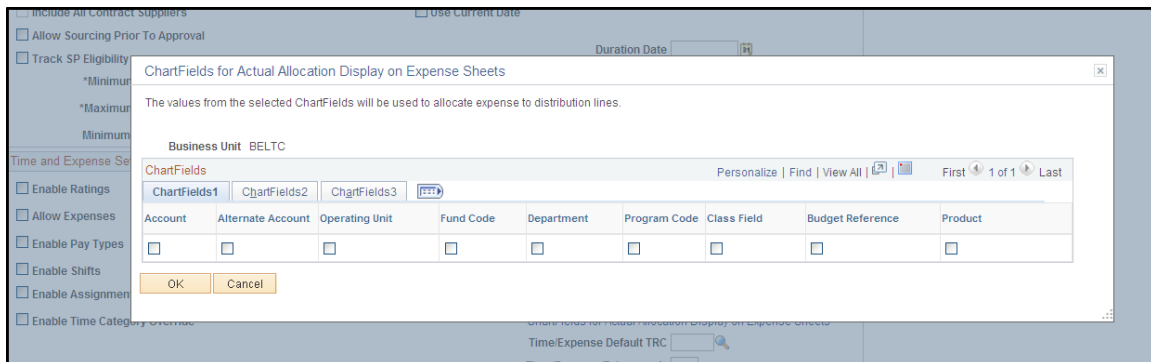 Include All Contract Suppliers
Use Current Date
Allow Sourcing Prior To Approval
Duration Date
Track SP Eligibility
ChartFields for Actual Allocation Display on Expense Sheets
*Minimum
The values from the selected ChartFields will be used to allocate expense to distribution lines.
*Maximum
Minimum
Business Unit BELTC
Time and Expense Se
ChartFields
Personalize | Find | View All | First 1 of 1 Last
Enable Ratings
ChartFields1 ChartFields2 ChartFields3
Allow Expenses
Account Alternate Account Operating Unit Fund Code Department Program Code Class Field Budget Reference Product
Enable Pay Types
Enable Shifts
OK Cancel
Enable Assignmen
Enable Time Category Override
ChartFields for Actual Allocation Display on Expense Sheets
Time/Expense Default TRC